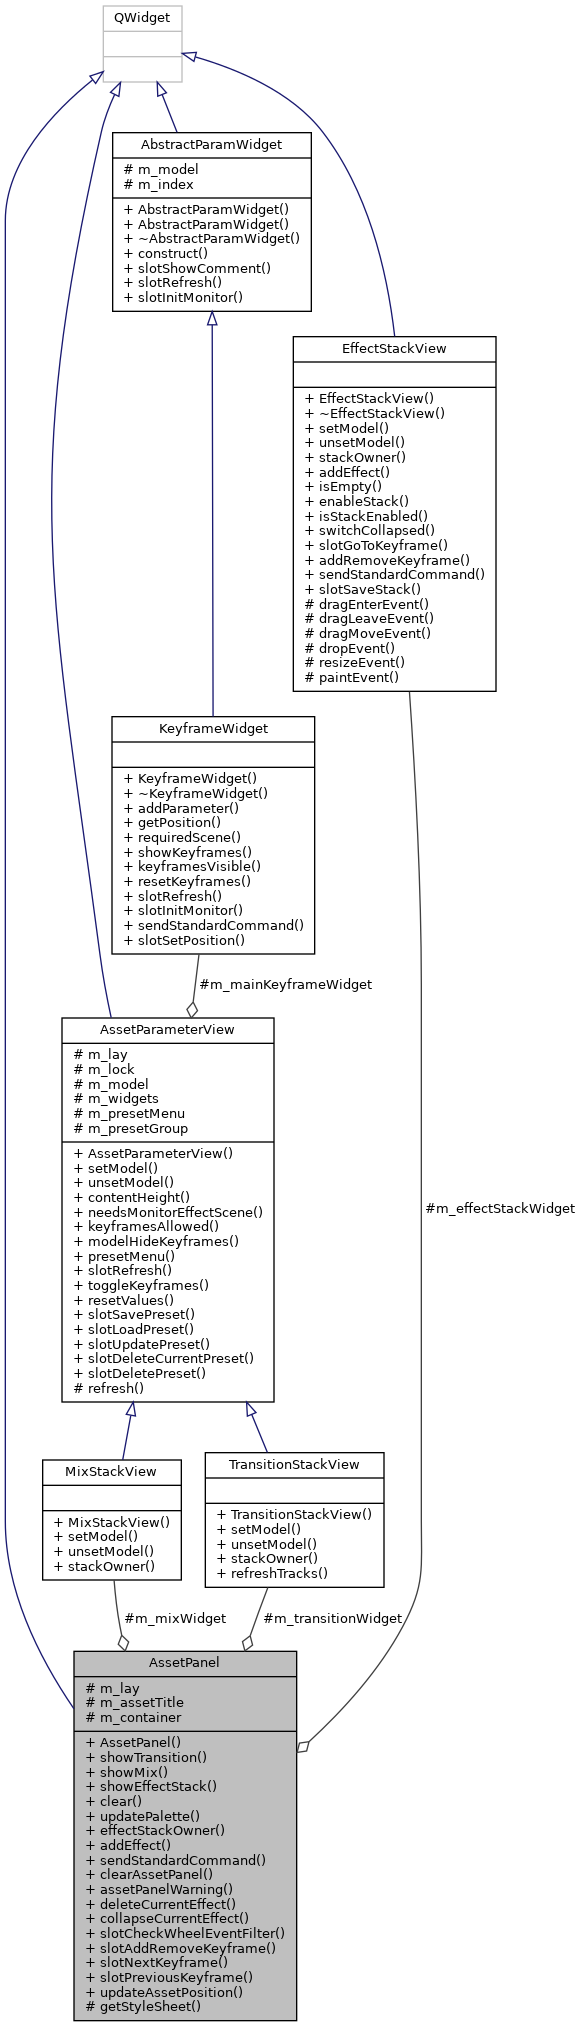 QWidget
AbstractParamWidget
# m_model
# m_index
+ AbstractParamWidget()
+ AbstractParamWidget()
+ ~AbstractParamWidget()
+ construct()
+ slotShowComment()
+ slotRefresh()
+ slotInitMonitor()
EffectStackView
+ EffectStackView()
+ ~EffectStackView()
+ setModel()
+ unsetModel()
+ stackOwner()
+ addEffect()
+ isEmpty()
+ enableStack()
+ isStackEnabled()
+ switchCollapsed()
+ slotGoToKeyframe()
+ addRemoveKeyframe()
+ sendStandardCommand()
+ slotSaveStack()
# dragEnterEvent()
# dragLeaveEvent()
# dragMoveEvent()
# dropEvent()
# resizeEvent()
# paintEvent()
KeyframeWidget
+ KeyframeWidget()
+ ~KeyframeWidget()
+ addParameter()
+ getPosition()
+ requiredScene()
+ showKeyframes()
+ keyframesVisible()
+ resetKeyframes()
+ slotRefresh()
+ slotInitMonitor()
+ sendStandardCommand()
+ slotSetPosition()
#m_mainKeyframeWidget
AssetParameterView
# m_lay
# m_lock
# m_model
# m_widgets
# m_presetMenu
# m_presetGroup
+ AssetParameterView()
+ setModel()
+ unsetModel()
+ contentHeight()
+ needsMonitorEffectScene()
+ keyframesAllowed()
+ modelHideKeyframes()
+ presetMenu()
+ slotRefresh()
+ toggleKeyframes()
+ resetValues()
+ slotSavePreset()
+ slotLoadPreset()
+ slotUpdatePreset()
+ slotDeleteCurrentPreset()
+ slotDeletePreset()
# refresh()
#m_effectStackWidget
MixStackView
+ MixStackView()
+ setModel()
+ unsetModel()
+ stackOwner()
TransitionStackView
+ TransitionStackView()
+ setModel()
+ unsetModel()
+ stackOwner()
+ refreshTracks()
#m_mixWidget
#m_transitionWidget
AssetPanel
# m_lay
# m_assetTitle
# m_container
+ AssetPanel()
+ showTransition()
+ showMix()
+ showEffectStack()
+ clear()
+ updatePalette()
+ effectStackOwner()
+ addEffect()
+ sendStandardCommand()
+ clearAssetPanel()
+ assetPanelWarning()
+ deleteCurrentEffect()
+ collapseCurrentEffect()
+ slotCheckWheelEventFilter()
+ slotAddRemoveKeyframe()
+ slotNextKeyframe()
+ slotPreviousKeyframe()
+ updateAssetPosition()
# getStyleSheet()